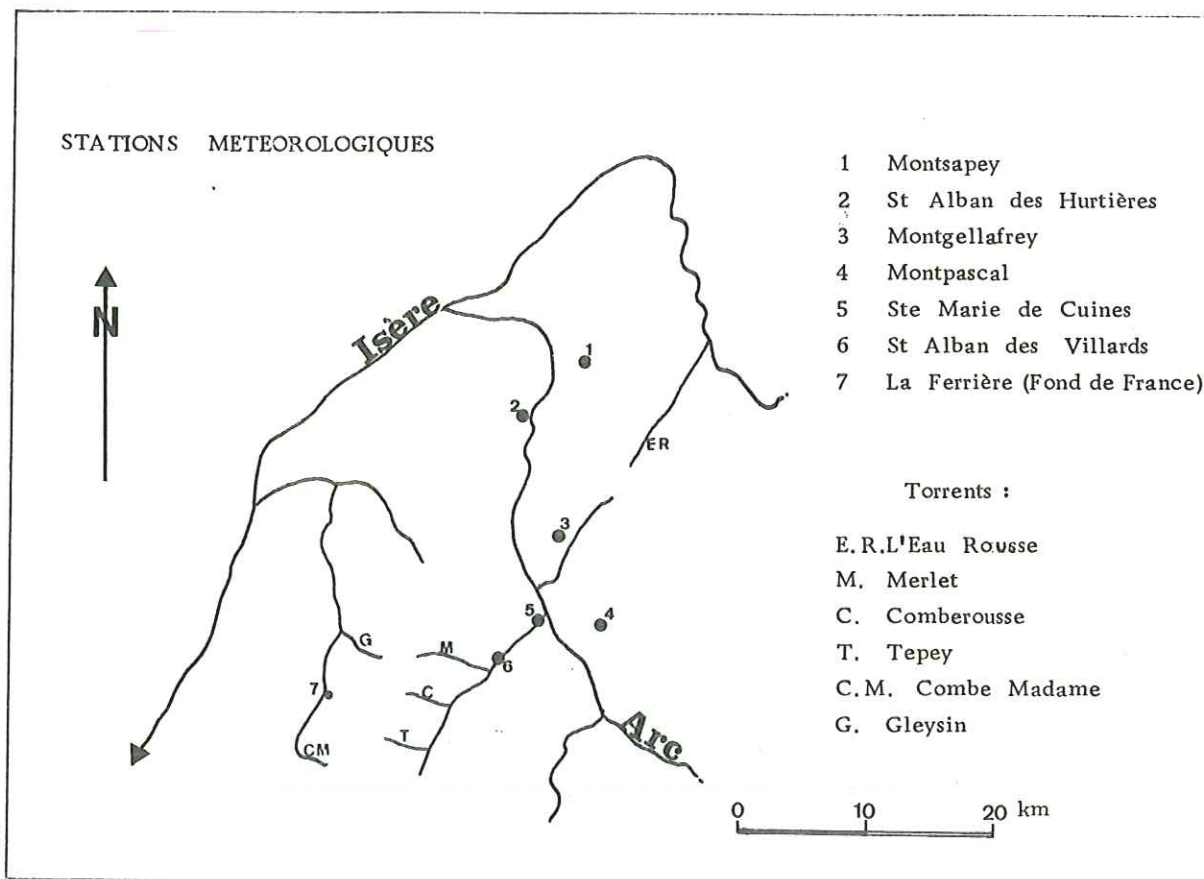 STATIONS METEOROLOGIQUES
N
Isère
Arc
1
2
3
4
5
6
7
ER
G
M
C
T
CM
1 Montsapey
2 St Alban des Hurtières
3 Montgellafrey
4 Montpascal
5 Ste Marie de Cuines
6 St Alban des Villards
7 La Ferrière (Fond de France)
Torrents :
E.R.L'Eau Rousse
M. Merlet
C. Comberousse
T. Tepey
C.M. Combe Madame
G. Gleysin
0 10 20 km